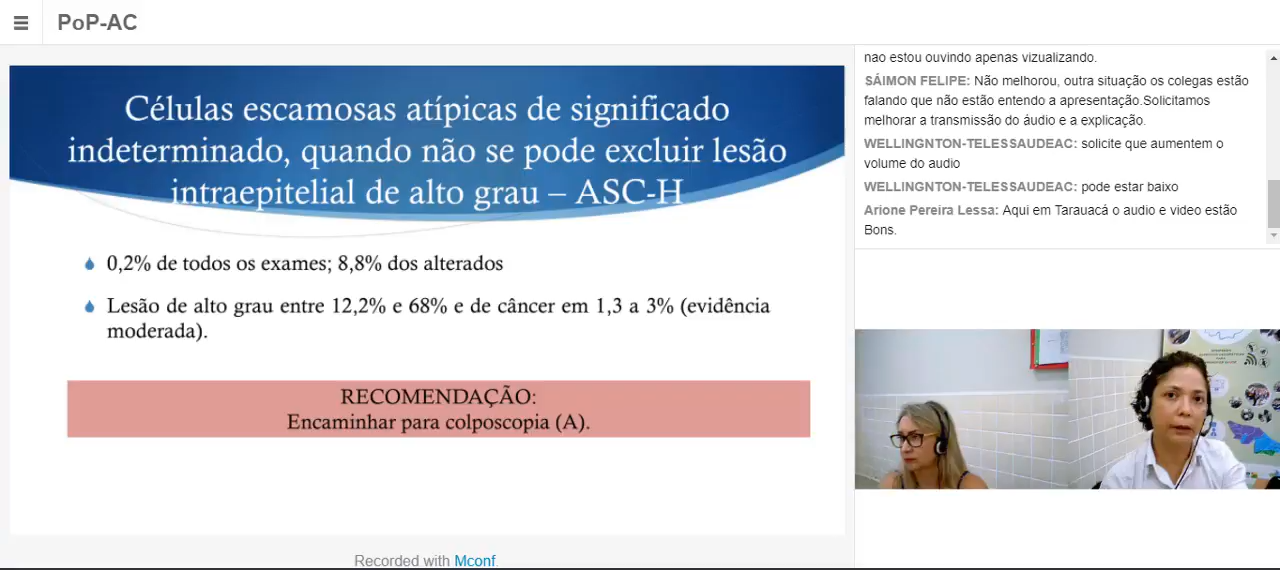 PoP-AC
Células escamosas atípicas de significado
indeterminado, quando não se pode excluir lesão
intraepitelial de alto grau – ASC-H
0,2% de todos os exames; 8,8% dos alterados
Lesão de alto grau entre 12,2% e 68% e de câncer em 1,3 a 3% (evidência
moderada).
RECOMENDAÇÃO:
Encaminhar para colposcopia (A).
Recorded with Mconf.
nao estou ouvindo apenas vizualizando.
SÁIMON FELIPE: Não melhorou, outra situação os colegas estão
falando que não estão entendo a apresentação.Solicitamos
melhorar a transmissão do áudio e a explicação.
WELLINGNTON-TELESSAUDEAC: solicite que aumentem o
volume do audio
WELLINGNTON-TELESSAUDEAC: pode estar baixo
Arione Pereira Lessa: Aqui em Tarauacá o audio e video estão
Bons.